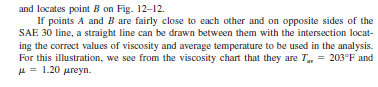 and locates point B on Fig. 12–12.
If points A and B are fairly close to each other and on opposite sides of the
SAE 30 line, a straight line can be drawn between them with the intersection locat-
ing the correct values of viscosity and average temperature to be used in the analysis.
For this illustration, we see from the viscosity chart that they are Tav = 203°F and
μ = 1.20 μreyn.